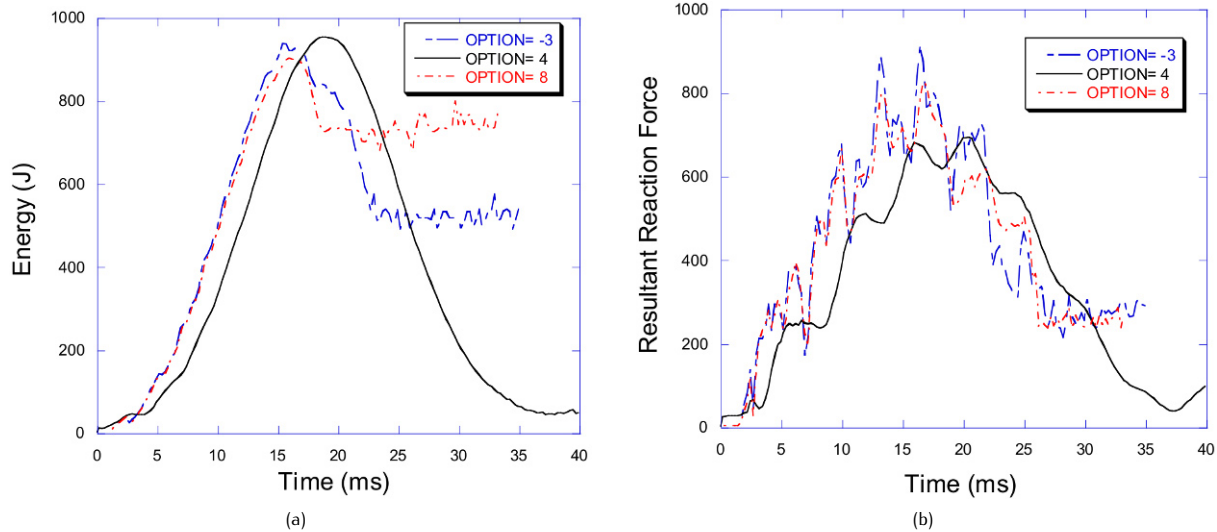 1000
800
600
400
200
0
Energy (J)
OPTION= -3
OPTION= 4
OPTION= 8
0 5 10 15 20 25 30 35 40
Time (ms)
(a)
1000
800
600
400
200
0
Resultant Reaction Force
OPTION= -3
OPTION= 4
OPTION= 8
0 5 10 15 20 25 30 35 40
Time (ms)
(b)